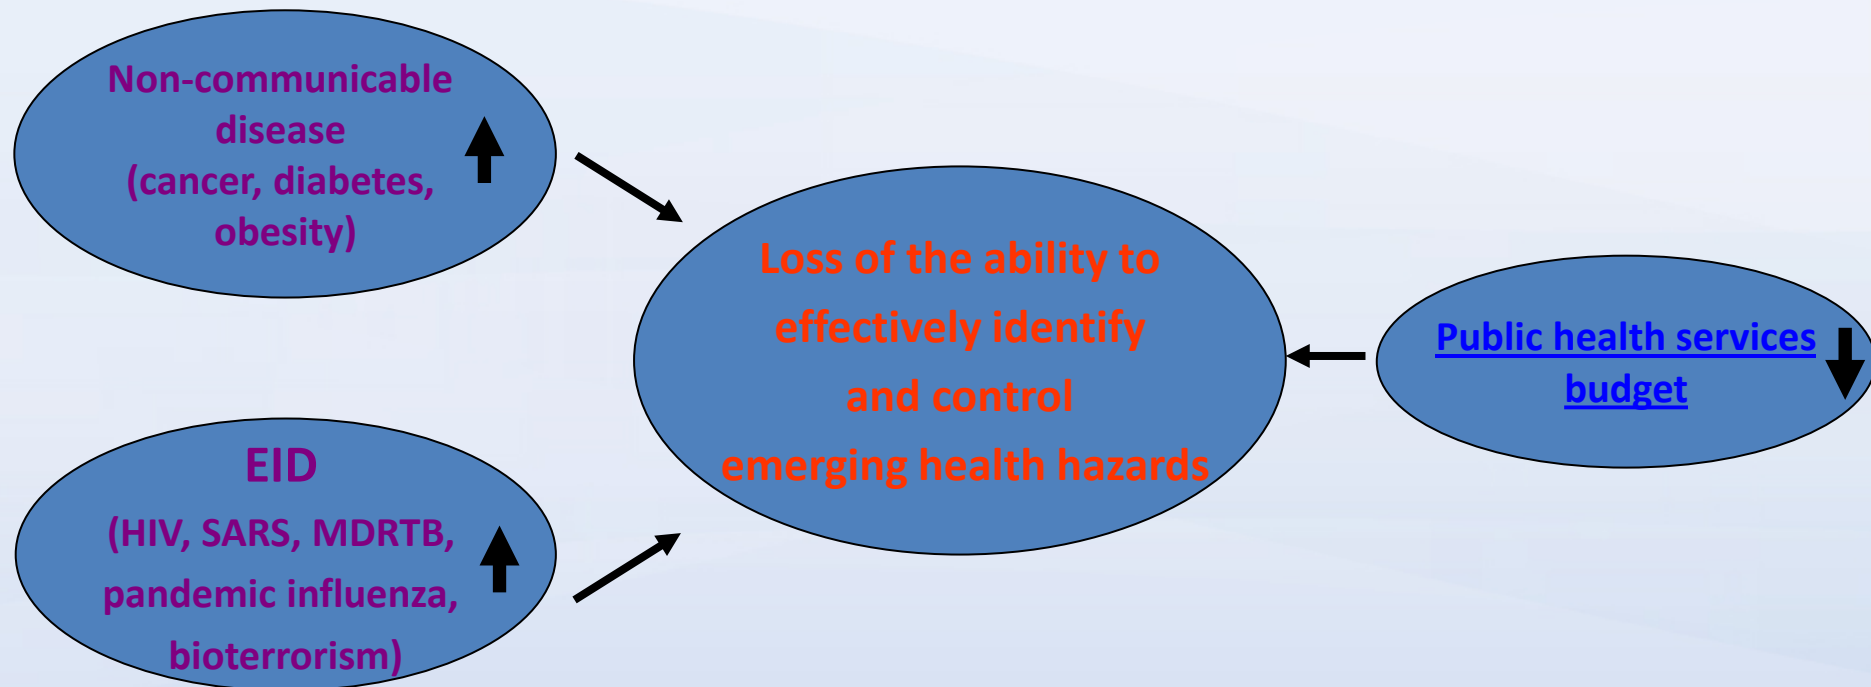 Non-communicable
disease
(cancer, diabetes,
obesity)
EID
(HIV, SARS, MDRTB,
pandemic influenza,
bioterrorism)
Loss of the ability to
effectively identify
and control
emerging health hazards
Public health services
budget